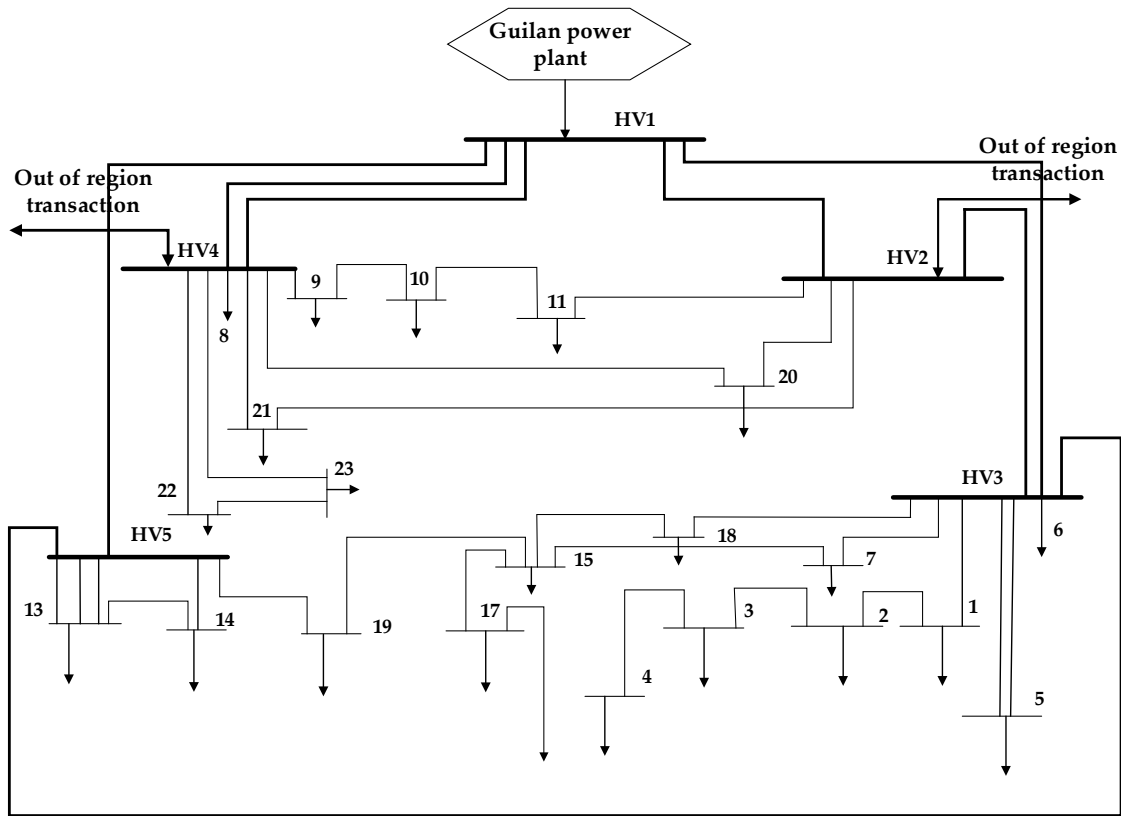 Guilan power
plant
HV1
Out of region
transaction
Out of region
transaction
HV4
HV2
9
10
11
8
20
21
23
22
HV3
HV5
6
18
15
7
13
14
19
17
3
2
1
4
5